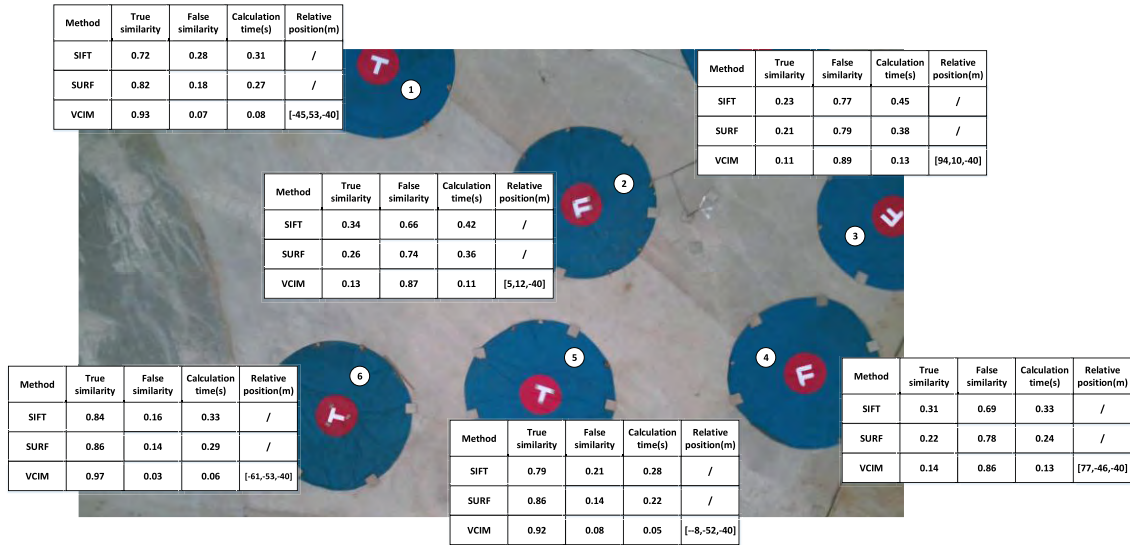 Method True similarity False similarity Calculation time(s) Relative position(m)
SIFT 0.72 0.28 0.31 /
SURF 0.82 0.18 0.27 /
VCIM 0.93 0.07 0.08 [-45,53,-40]
T
1
Method True similarity False similarity Calculation time(s) Relative position(m)
SIFT 0.23 0.77 0.45 /
SURF 0.21 0.79 0.38 /
VCIM 0.11 0.89 0.13 [94,10,-40]
F
3
Method True similarity False similarity Calculation time(s) Relative position(m)
SIFT 0.34 0.66 0.42 /
SURF 0.26 0.74 0.36 /
VCIM 0.13 0.87 0.11 [5,12,-40]
F
2
Method True similarity False similarity Calculation time(s) Relative position(m)
SIFT 0.84 0.16 0.33 /
SURF 0.86 0.14 0.29 /
VCIM 0.97 0.03 0.06 [-61,-53,-40]
T
6
Method True similarity False similarity Calculation time(s) Relative position(m)
SIFT 0.79 0.21 0.28 /
SURF 0.86 0.14 0.22 /
VCIM 0.92 0.08 0.05 [--8,-52,-40]
T
5
Method True similarity False similarity Calculation time(s) Relative position(m)
SIFT 0.31 0.69 0.33 /
SURF 0.22 0.78 0.24 /
VCIM 0.14 0.86 0.13 [77,-46,-40]
F
4